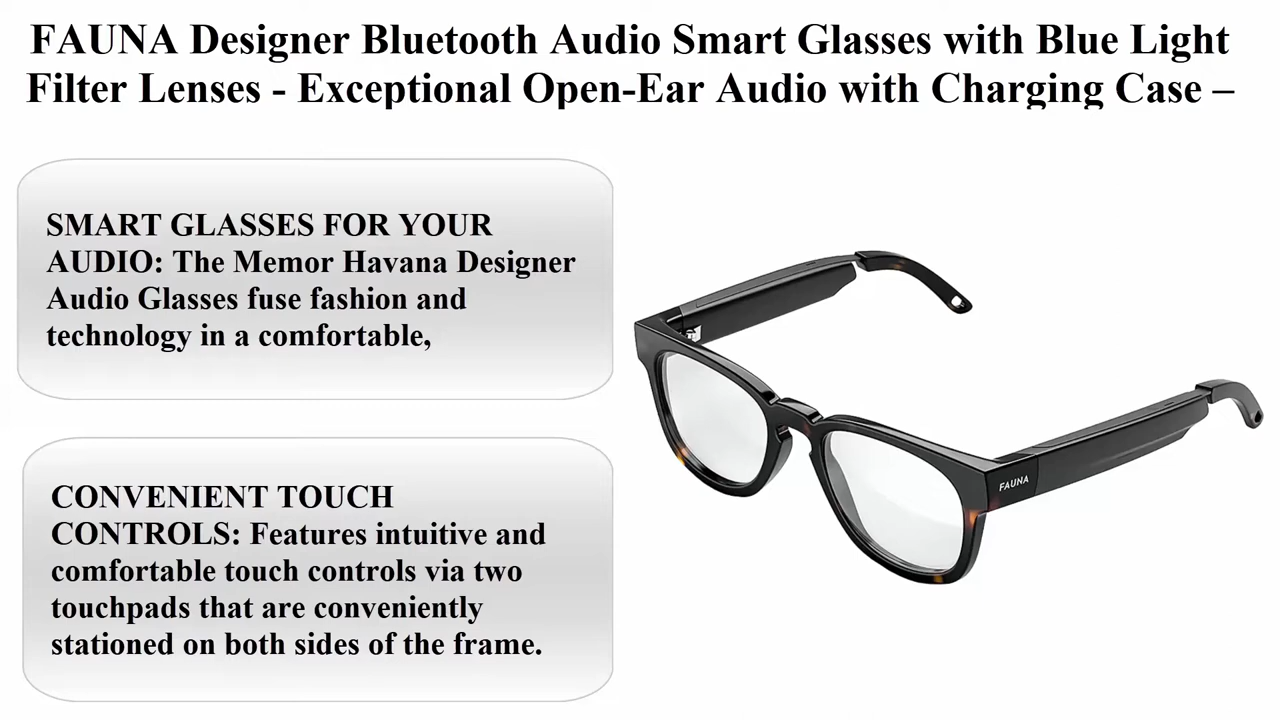 FAUNA Designer Bluetooth Audio Smart Glasses with Blue Light
Filter Lenses - Exceptional Open-Ear Audio with Charging Case –
SMART GLASSES FOR YOUR
AUDIO: The Memor Havana Designer
Audio Glasses fuse fashion and
technology in a comfortable,
CONVENIENT TOUCH
CONTROLS: Features intuitive and
comfortable touch controls via two
touchpads that are conveniently
stationed on both sides of the frame.
FAUNA